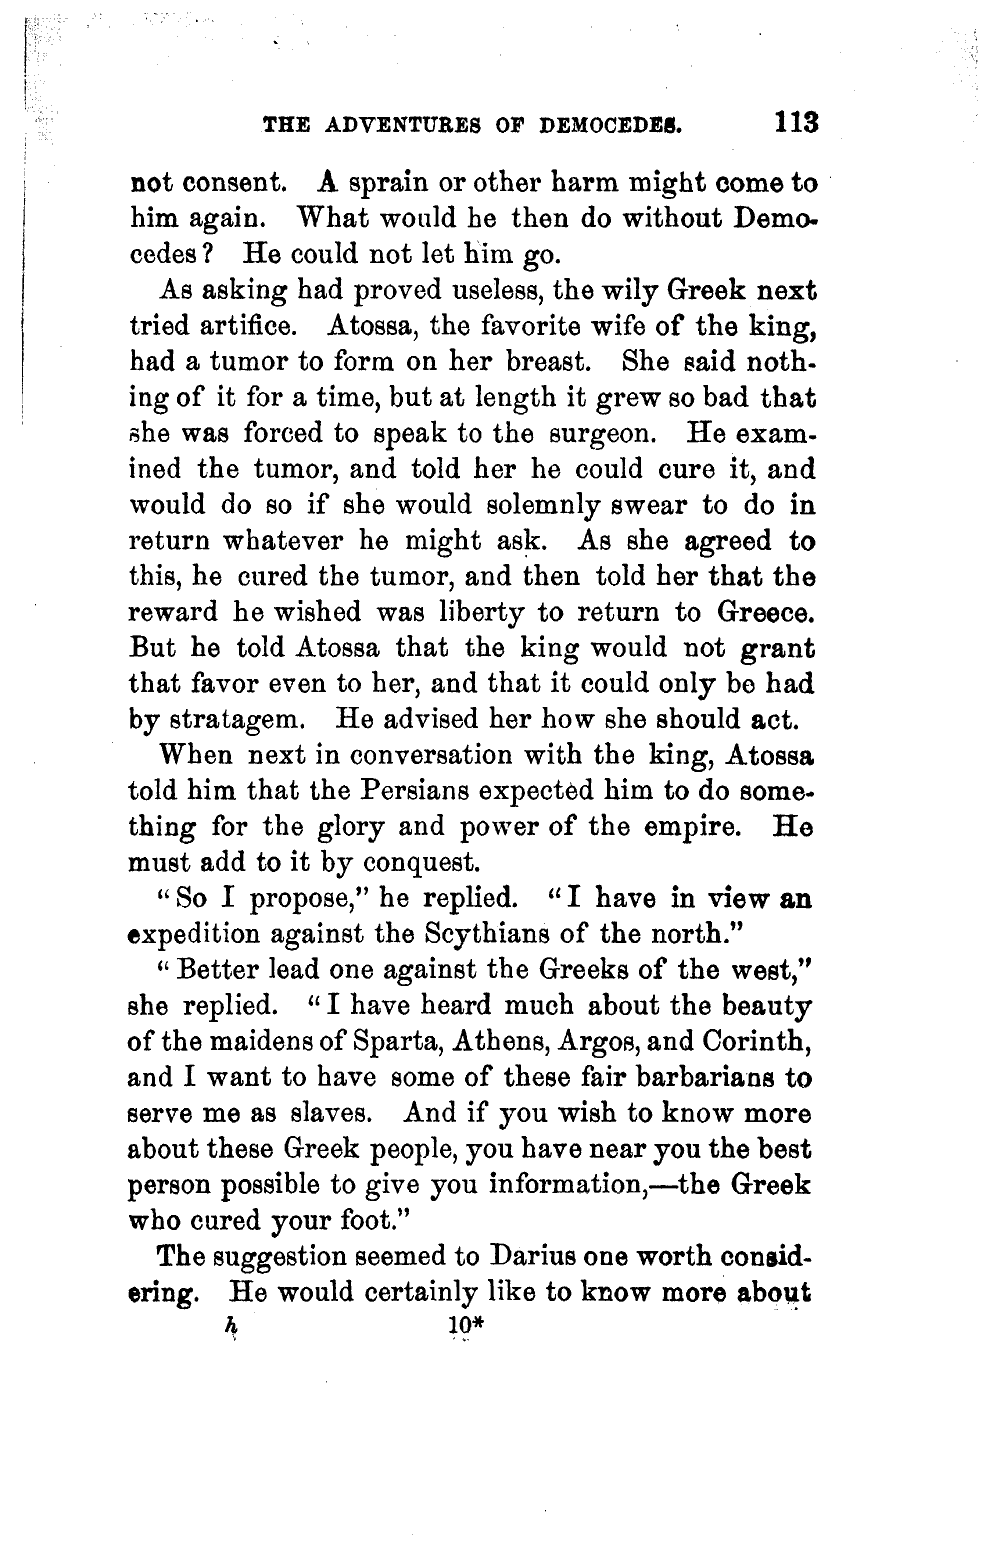 THE ADVENTURES OF DEMOCEDES. 113
not consent. A sprain or other harm might come to
him again. What would he then do without Demo-
cedes? He could not let him go.
As asking had proved useless, the wily Greek next
tried artifice. Atossa, the favorite wife of the king,
had a tumor to form on her breast. She said noth-
ing of it for a time, but at length it grew so bad that
she was forced to speak to the surgeon. He exam-
ined the tumor, and told her he could cure it, and
would do so if she would solemnly swear to do in
return whatever he might ask. As she agreed to
this, he cured the tumor, and then told her that the
reward he wished was liberty to return to Greece.
But he told Atossa that the king would not grant
that favor even to her, and that it could only be had
by stratagem. He advised her how she should act.
When next in conversation with the king, Atossa
told him that the Persians expected him to do some-
thing for the glory and power of the empire. He
must add to it by conquest.
“So I propose,” he replied. “I have in view an
expedition against the Scythians of the north.”
“Better lead one against the Greeks of the west,”
she replied. “I have heard much about the beauty
of the maidens of Sparta, Athens, Argos, and Corinth,
and I want to have some of these fair barbarians to
serve me as slaves. And if you wish to know more
about these Greek people, you have near you the best
person possible to give you information,—the Greek
who cured your foot.”
The suggestion seemed to Darius one worth consid-
ering. He would certainly like to know more about
h 10*